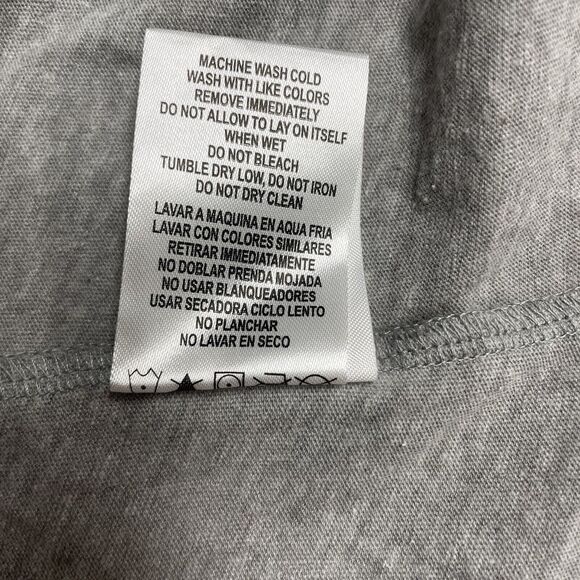 MACHINE WASH COLD
WASH WITH LIKE COLORS
REMOVE IMMEDIATELY
DO NOT ALLOW TO LAY ON ITSELF
WHEN WET
DO NOT BLEACH
TUMBLE DRY LOW, DO NOT IRON
DO NOT DRY CLEAN
LAVAR A MAQUINA EN AQUA FRIA
LAVAR CON COLORES SIMILARES
RETIRAR IMMEDIATAMENTE
NO DOBLAR PRENDA MOJADA
NO USAR BLANQUEADORES
USAR SECADORA CICLO LENTO
NO PLANCHAR
NO LAVAR EN SECO